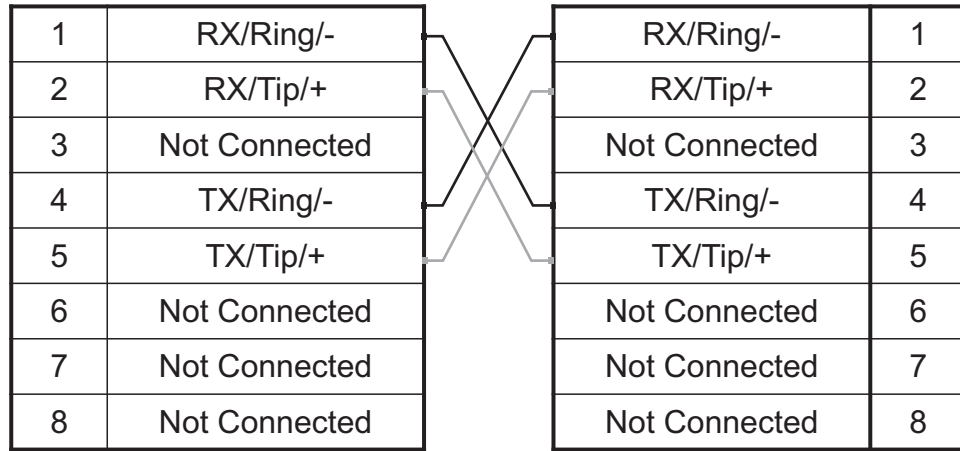 1 RX/Ring/- RX/Ring/- 1
2 RX/Tip/+ RX/Tip/+ 2
3 Not Connected Not Connected 3
4 TX/Ring/- TX/Ring/- 4
5 TX/Tip/+ TX/Tip/+ 5
6 Not Connected Not Connected 6
7 Not Connected Not Connected 7
8 Not Connected Not Connected 8